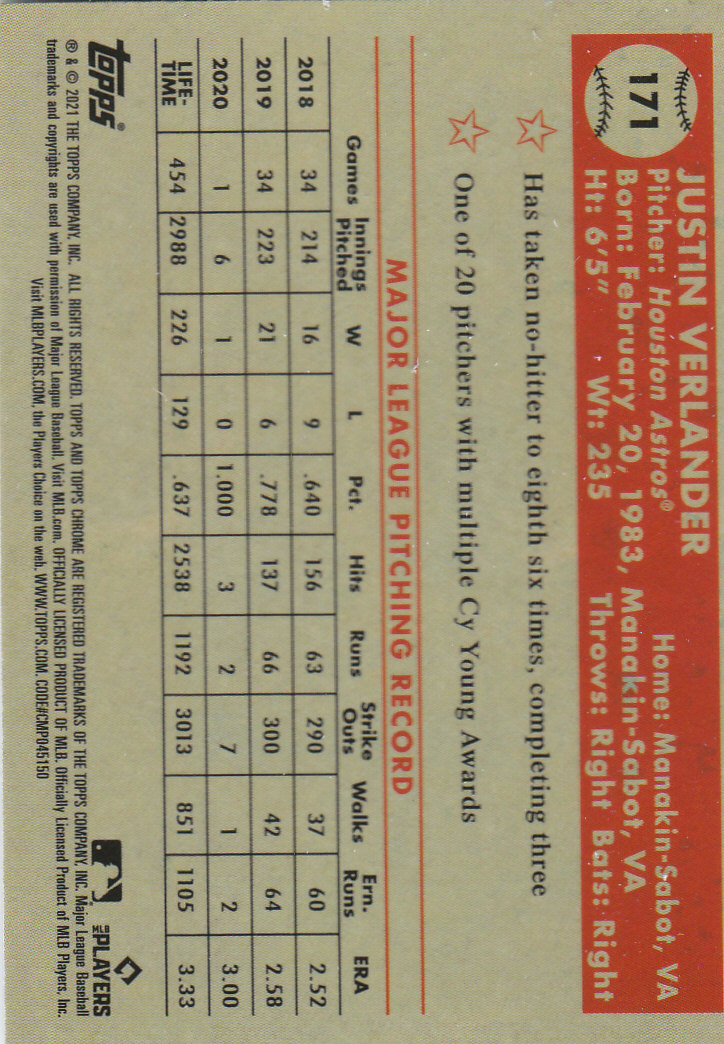 171
JUSTIN VERLANDER
Pitcher: Houston Astros® Home: Manakin-Sabot, VA
Born: February 20, 1983, Manakin-Sabot, VA
Ht: 6'5" Wt: 235 Throws: Right Bats: Right
Has taken no-hitter to eighth six times, completing three
One of 20 pitchers with multiple Cy Young Awards
MAJOR LEAGUE PITCHING RECORD
Games Innings Pitched W L Pct. Hits Runs Strike Outs Walks Ern. Runs ERA
2018 34 214 16 9 .640 156 63 290 37 60 2.52
2019 34 223 21 6 .778 137 66 300 42 64 2.58
2020 1 6 1 0 1.000 3 2 7 1 2 3.00
LIFE-TIME 454 2988 226 129 .637 2538 1192 3013 851 1105 3.33
topps®
MLB PLAYERS
® & © 2021 THE TOPPS COMPANY, INC. ALL RIGHTS RESERVED. TOPPS AND TOPPS CHROME ARE REGISTERED TRADEMARKS OF THE TOPPS COMPANY, INC. Major League Baseball
trademarks and copyrights are used with permission of Major League Baseball. Visit MLB.com. OFFICIALLY LICENSED PRODUCT OF MLB. Officially Licensed Product of MLB Players, Inc.
Visit MLBPLAYERS.COM, the Players Choice on the web. WWW.TOPPS.COM. CODE#CMP045150